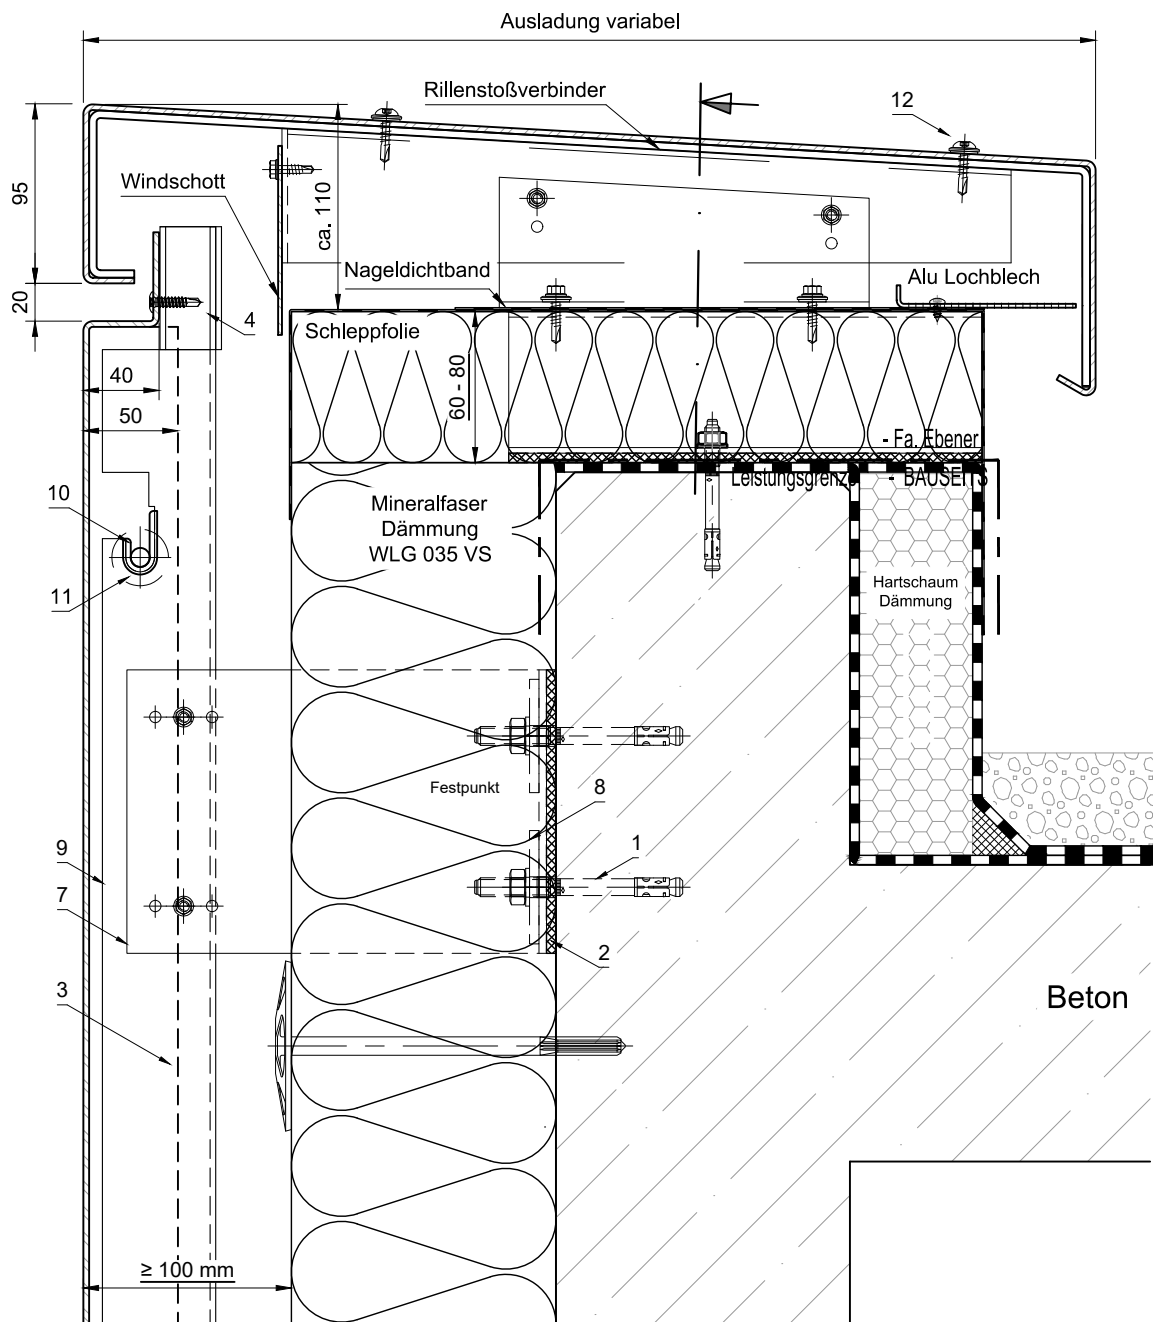 Ausladung variabel
Rillenstoßverbinder
12
95
Windschott
ca. 110
Nageldichtband
Alu Lochblech
20
4
Schleppfolie
40
60 - 80
50
- Fa. Ebener
Leistungsgrenze
- BAUSEITS
10
Mineralfaser
Dämmung
WLG 035 VS
11
Hartschaum
Dämmung
Festpunkt
8
1
9
7
2
3
Beton
≥ 100 mm